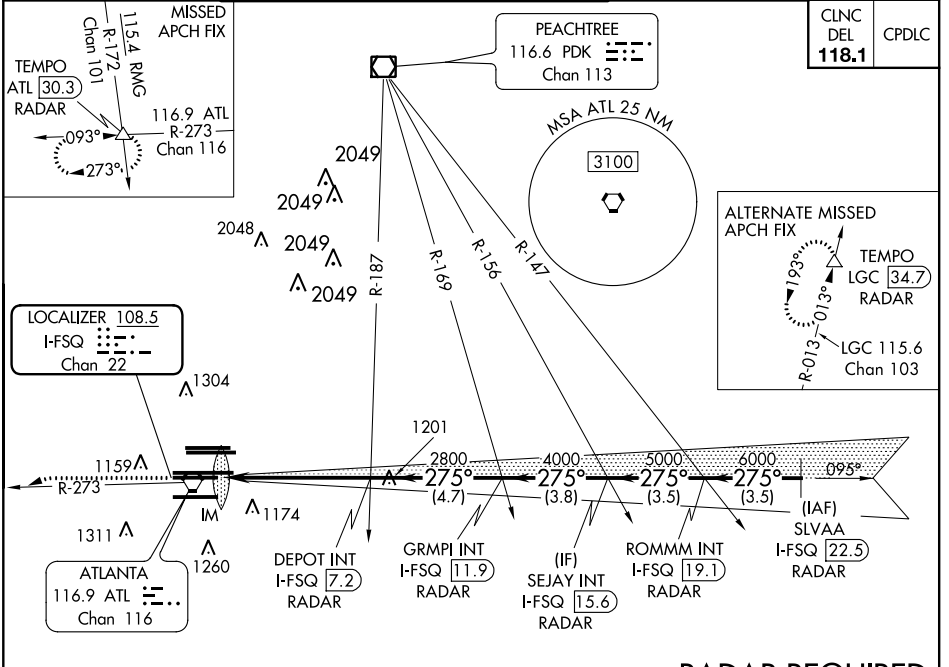 MISSED
APCH FIX
115.4 RMG
R-172
Chan 101
TEMPO
ATL 30.3
RADAR
116.9 ATL
R-273
Chan 116
093°
273°
PEACHTREE
116.6 PDK
Chan 113
CLNC
DEL
118.1
CPDLC
MSA ATL 25 NM
3100
2049
2049
2048
2049
2049
R-187
R-169
R-156
R-147
ALTERNATE MISSED
APCH FIX
193°
013°
R-013
TEMPO
LGC 34.7
RADAR
LGC 115.6
Chan 103
LOCALIZER 108.5
I-FSQ
Chan 22
1304
1159
R-273
1311
IM
1174
1260
1201
2800
275°
(4.7)
4000
275°
(3.8)
5000
275°
(3.5)
6000
275°
(3.5)
095°
ATLANTA
116.9 ATL
Chan 116
DEPOT INT
I-FSQ 7.2
RADAR
GRMPI INT
I-FSQ 11.9
RADAR
(IF)
SEJAY INT
I-FSQ 15.6
RADAR
ROMMM INT
I-FSQ 19.1
RADAR
(IAF)
SLVAA
I-FSQ 22.5
RADAR
RADAR REQUIRED